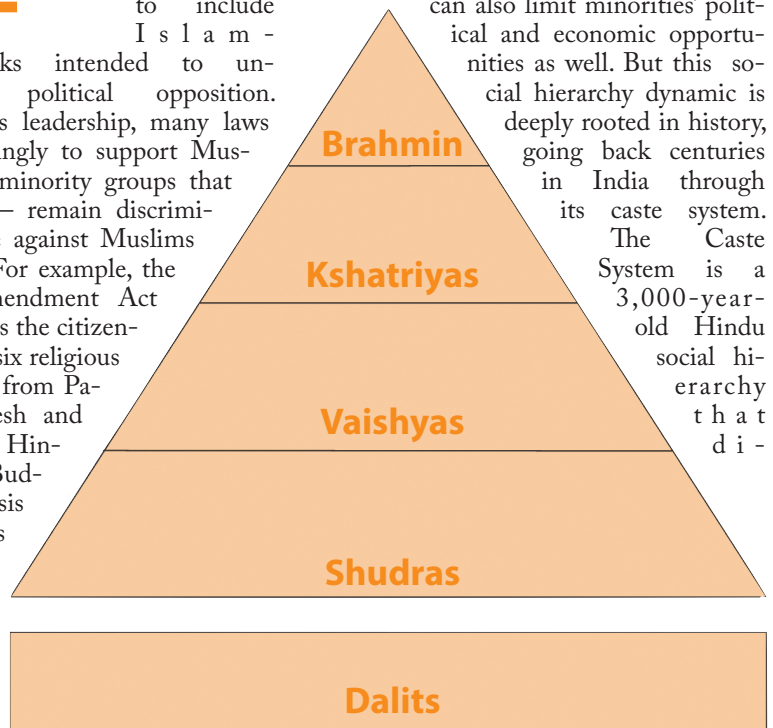 to include
I s l a m -
ks intended to un-
political opposition.
s leadership, many laws
ingly to support Mus-
minority groups that
— remain discrimi-
against Muslims
For example, the
endment Act
s the citizen-
six religious
from Pa-
esh and
Hin-
Bud-
sis
s
can also limit minorities' polit-
ical and economic opportu-
nities as well. But this so-
cial hierarchy dynamic is
deeply rooted in history,
going back centuries
in India through
its caste system.
The Caste
System is a
3,000-year-
old Hindu
social hi-
erarchy
t h a t
d i -
Brahmin
Kshatriyas
Vaishyas
Shudras
Dalits